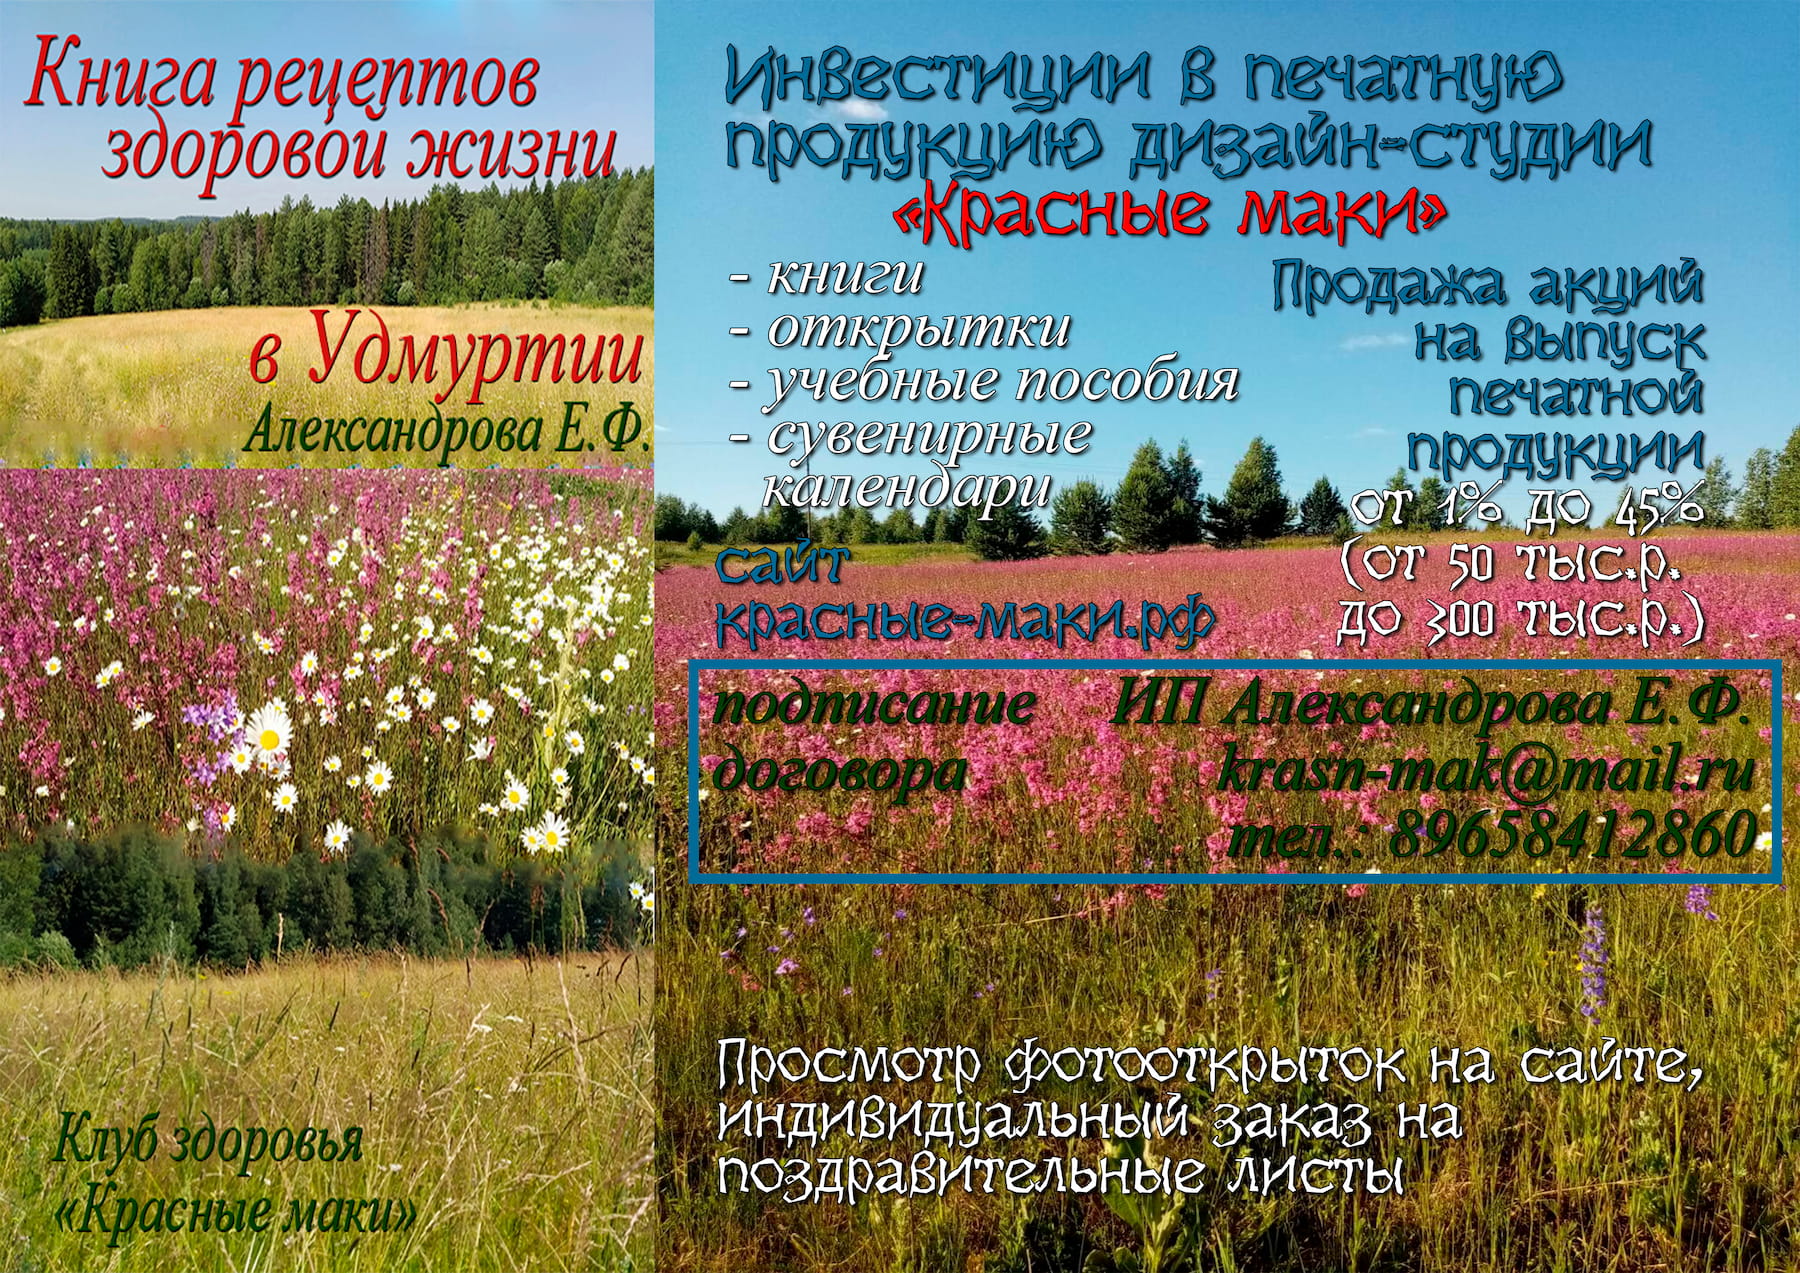 Книга рецептов
здоровой жизни
в Удмуртии
Александрова Е.Ф.
Клуб здоровья
«Красные маки»
Инвестиции в печатную
продукцию дизайн-студии
«Красные маки»
- книги
- открытки
- учебные пособия
- сувенирные
календари
Продажа акций
на выпуск
печатной
продукции
от 1% до 45%
(от 50 тыс.р.
до 300 тыс.р.)
сайт
красные-маки.рф
подписание
договора
ИП Александрова Е.Ф.
krasn-mak@mail.ru
тел.: 89658412860
Просмотр фотооткрыток на сайте,
индивидуальный заказ на
поздравительные листы